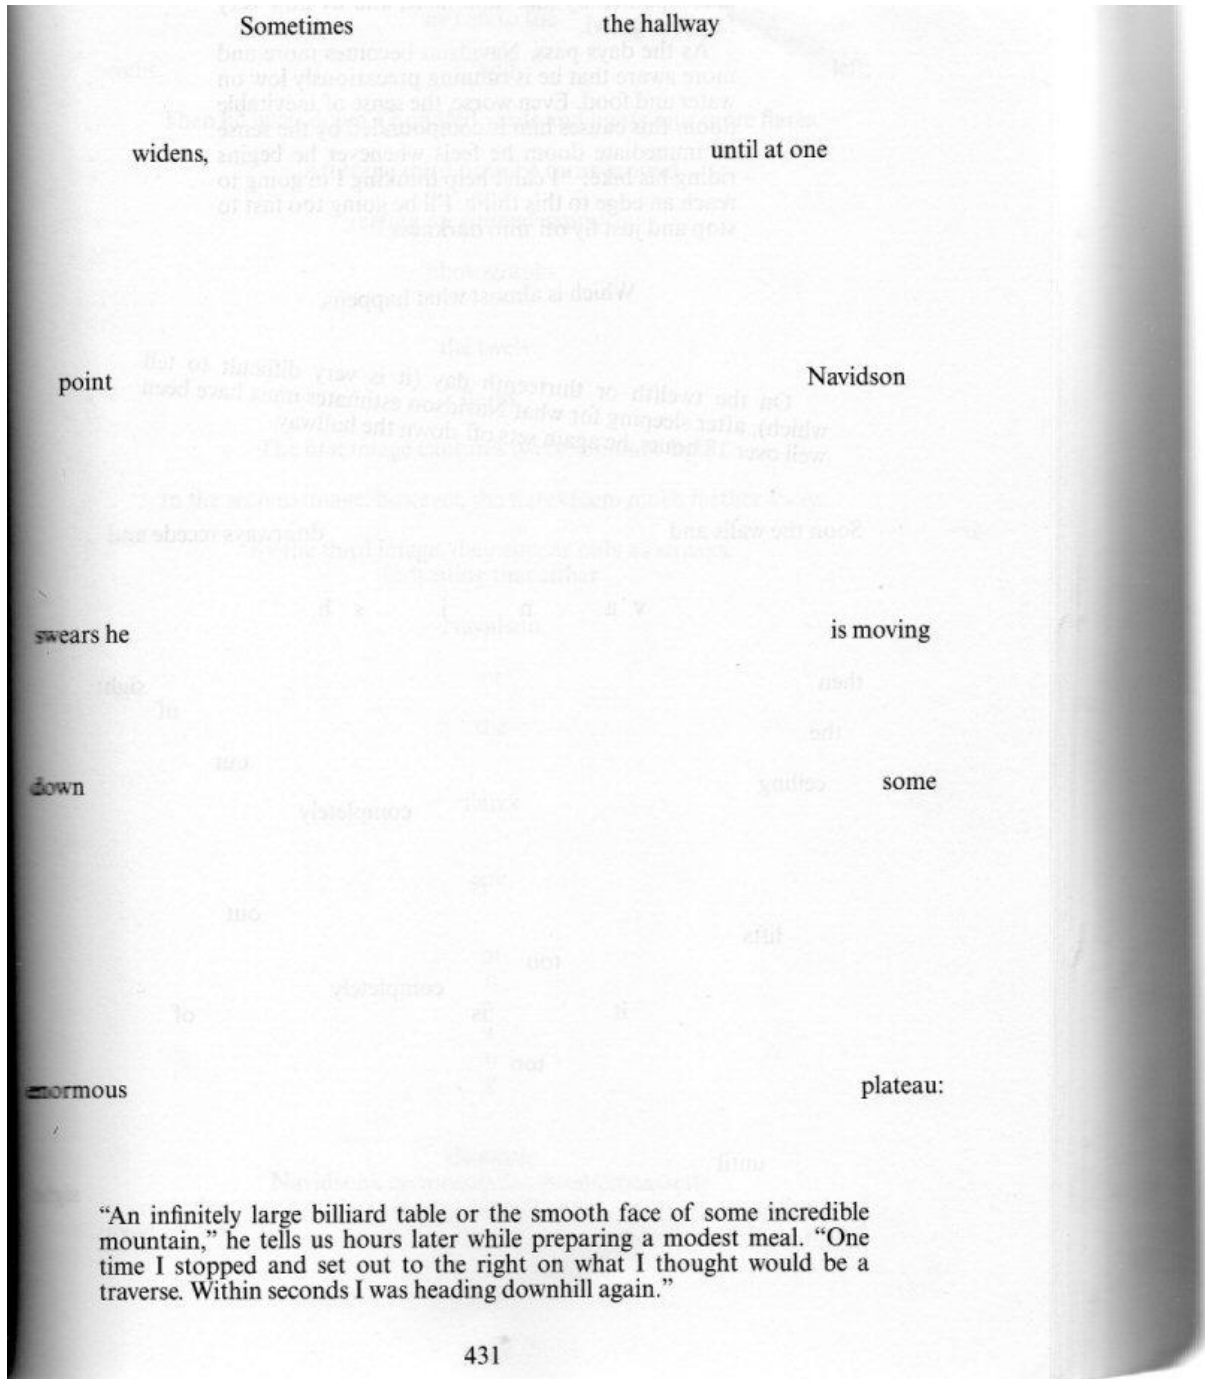 Sometimes the hallway
widens, until at one
point Navidson
swears he is moving
down some
enormous plateau:
“An infinitely large billiard table or the smooth face of some incredible
mountain,” he tells us hours later while preparing a modest meal. “One
time I stopped and set out to the right on what I thought would be a
traverse. Within seconds I was heading downhill again.”
431